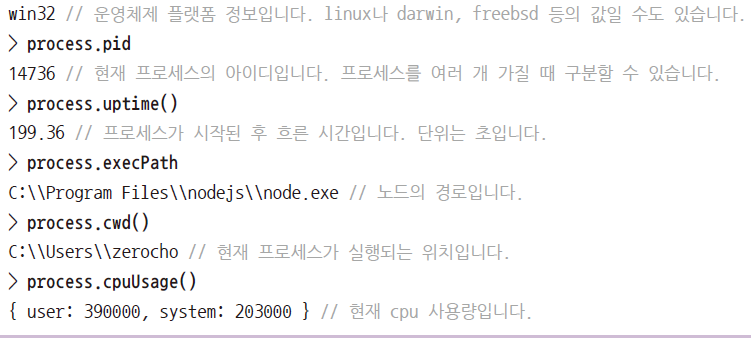 win32 // 운영체제 플랫폼 정보입니다. linux나 darwin, freebsd 등의 값일 수도 있습니다.
> process.pid
14736 // 현재 프로세스의 아이디입니다. 프로세스를 여러 개 가질 때 구분할 수 있습니다.
> process.uptime()
199.36 // 프로세스가 시작된 후 흐른 시간입니다. 단위는 초입니다.
> process.execPath
C:\\Program Files\\nodejs\\node.exe // 노드의 경로입니다.
> process.cwd()
C:\\Users\\zerocho // 현재 프로세스가 실행되는 위치입니다.
> process.cpuUsage()
{ user: 390000, system: 203000 } // 현재 cpu 사용량입니다.